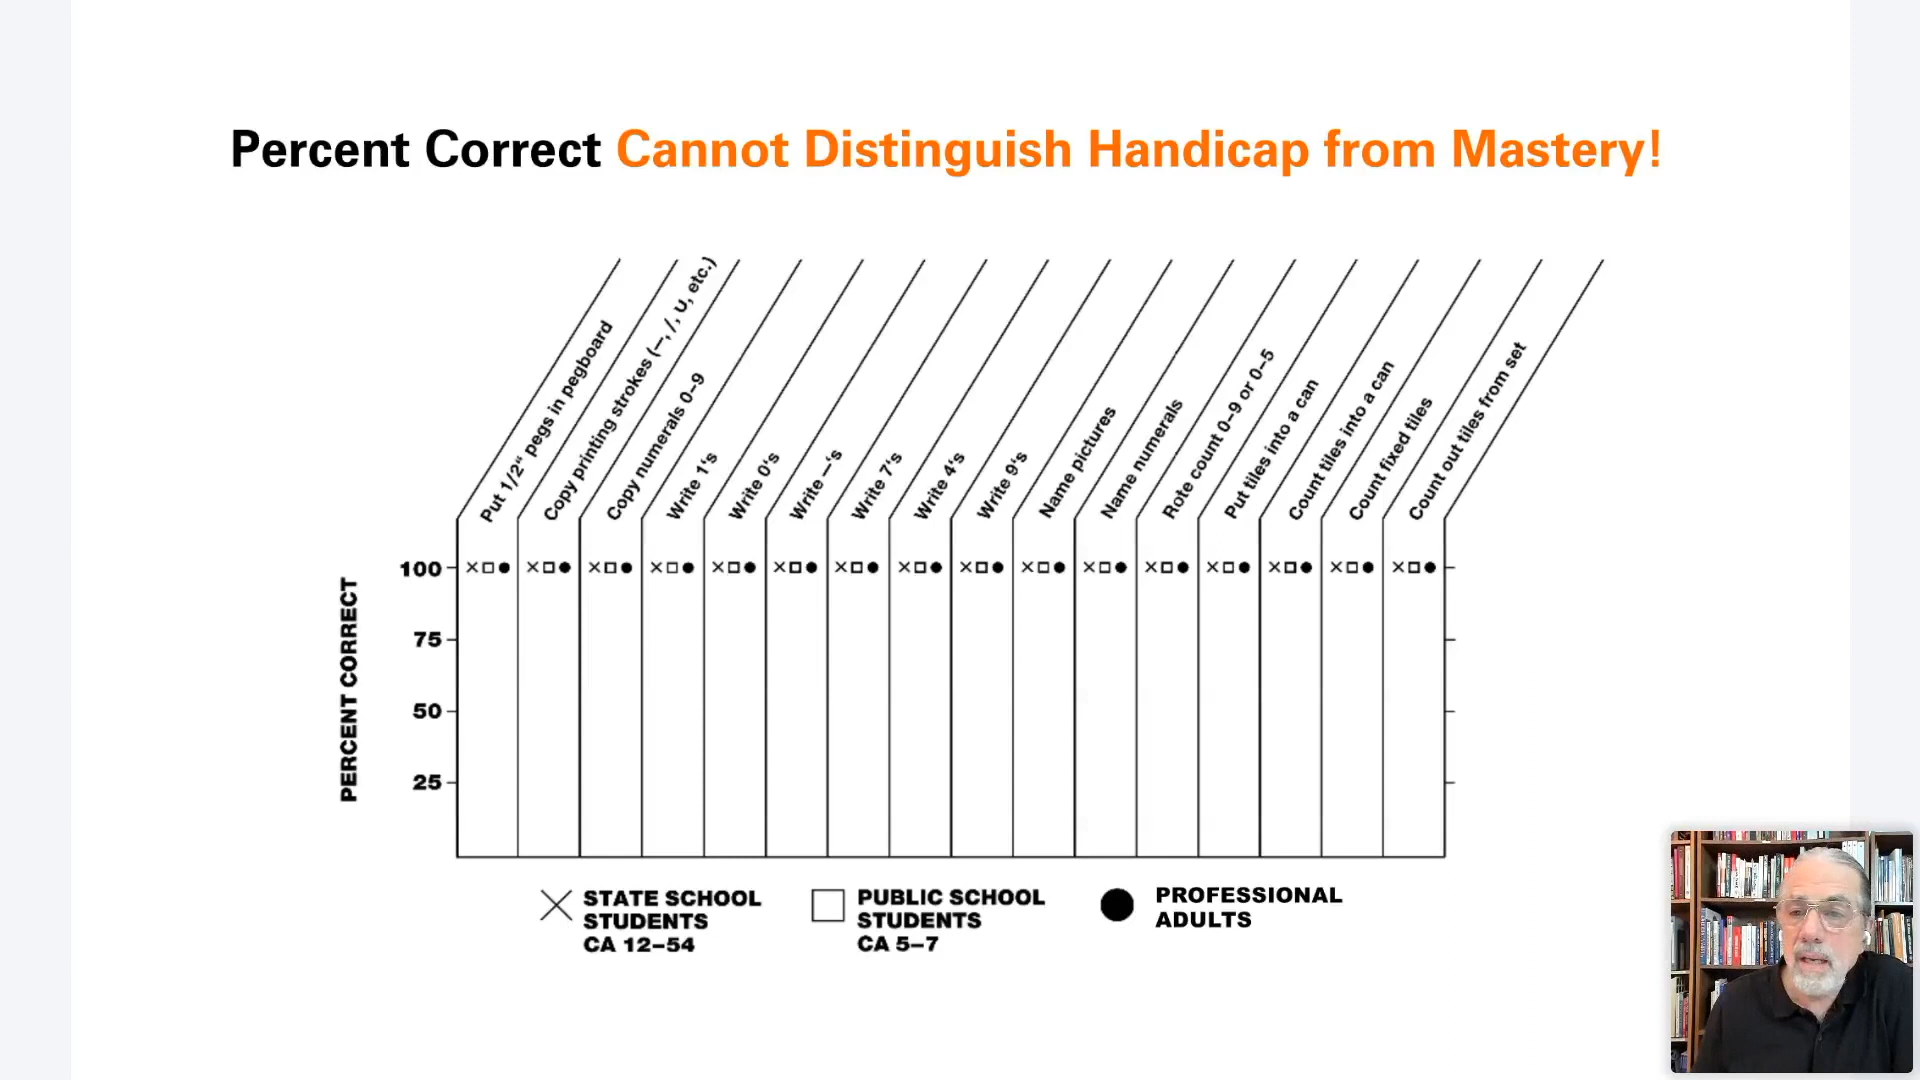 Percent Correct Cannot Distinguish Handicap from Mastery!
Put 1/2" pegs in pegboard
Copy printing strokes (—, /, U, etc.)
Copy numerals 0–9
Write 1's
Write 0's
Write —'s
Write 7's
Write 4's
Write 9's
Name pictures
Name numerals
Rote count 0–9 or 0–5
Put tiles into a can
Count tiles into a can
Count fixed tiles
Count out tiles from set
PERCENT CORRECT
100
75
50
25
STATE SCHOOL
STUDENTS
CA 12–54
PUBLIC SCHOOL
STUDENTS
CA 5–7
PROFESSIONAL
ADULTS